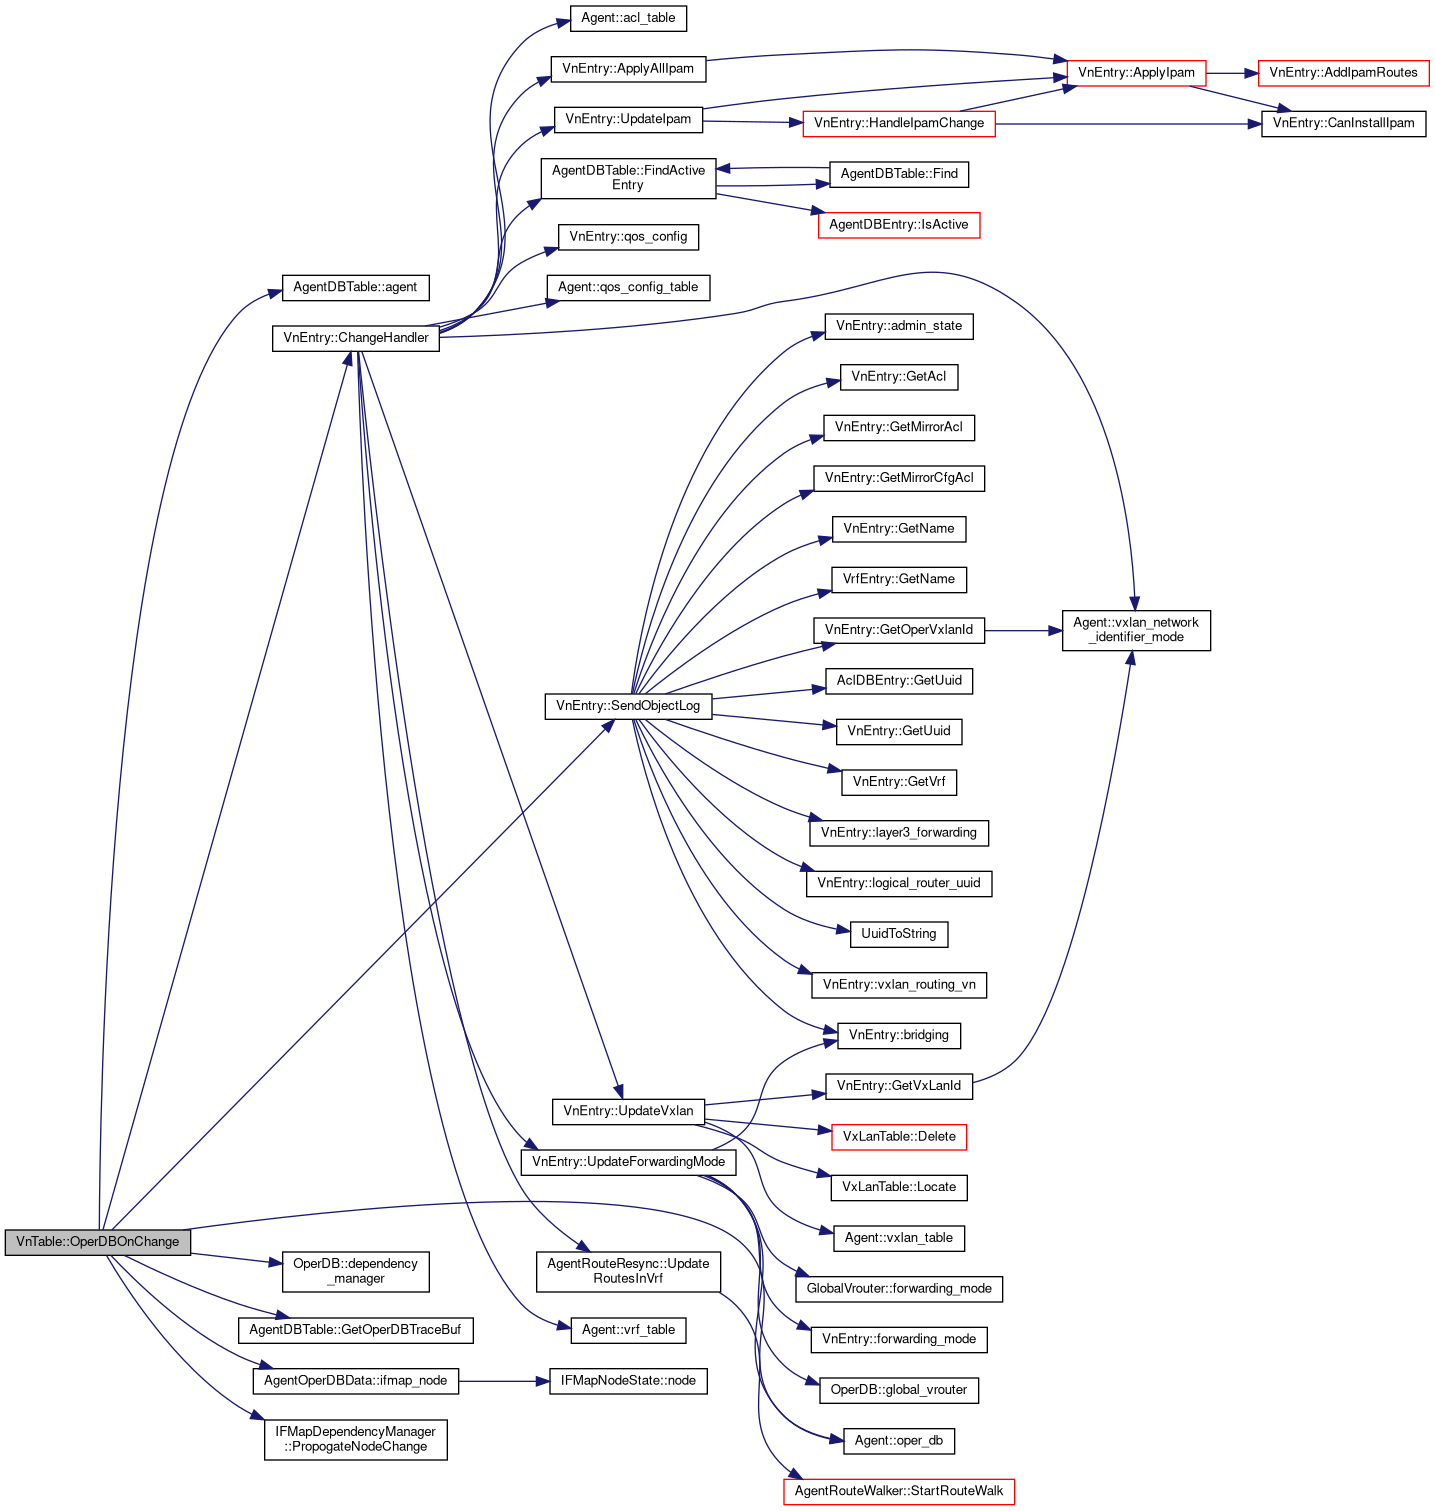 Agent::acl_table
VnEntry::ApplyAllIpam
VnEntry::ApplyIpam
VnEntry::AddIpamRoutes
VnEntry::UpdateIpam
VnEntry::HandleIpamChange
VnEntry::CanInstallIpam
AgentDBTable::FindActive
Entry
AgentDBTable::Find
AgentDBEntry::IsActive
VnEntry::qos_config
AgentDBTable::agent
Agent::qos_config_table
VnEntry::ChangeHandler
VnEntry::admin_state
VnEntry::GetAcl
VnEntry::GetMirrorAcl
VnEntry::GetMirrorCfgAcl
VnEntry::GetName
VrfEntry::GetName
VnEntry::GetOperVxlanId
Agent::vxlan_network
_identifier_mode
AclDBEntry::GetUuid
VnEntry::SendObjectLog
VnEntry::GetUuid
VnEntry::GetVrf
VnEntry::layer3_forwarding
VnEntry::logical_router_uuid
UuidToString
VnEntry::vxlan_routing_vn
VnEntry::bridging
VnEntry::GetVxLanId
VnEntry::UpdateVxlan
VxLanTable::Delete
VnEntry::UpdateForwardingMode
VxLanTable::Locate
Agent::vxlan_table
VnTable::OperDBOnChange
OperDB::dependency
_manager
AgentRouteResync::Update
RoutesInVrf
GlobalVrouter::forwarding_mode
AgentDBTable::GetOperDBTraceBuf
Agent::vrf_table
VnEntry::forwarding_mode
AgentOperDBData::ifmap_node
IFMapNodeState::node
OperDB::global_vrouter
IFMapDependencyManager
::PropogateNodeChange
Agent::oper_db
AgentRouteWalker::StartRouteWalk